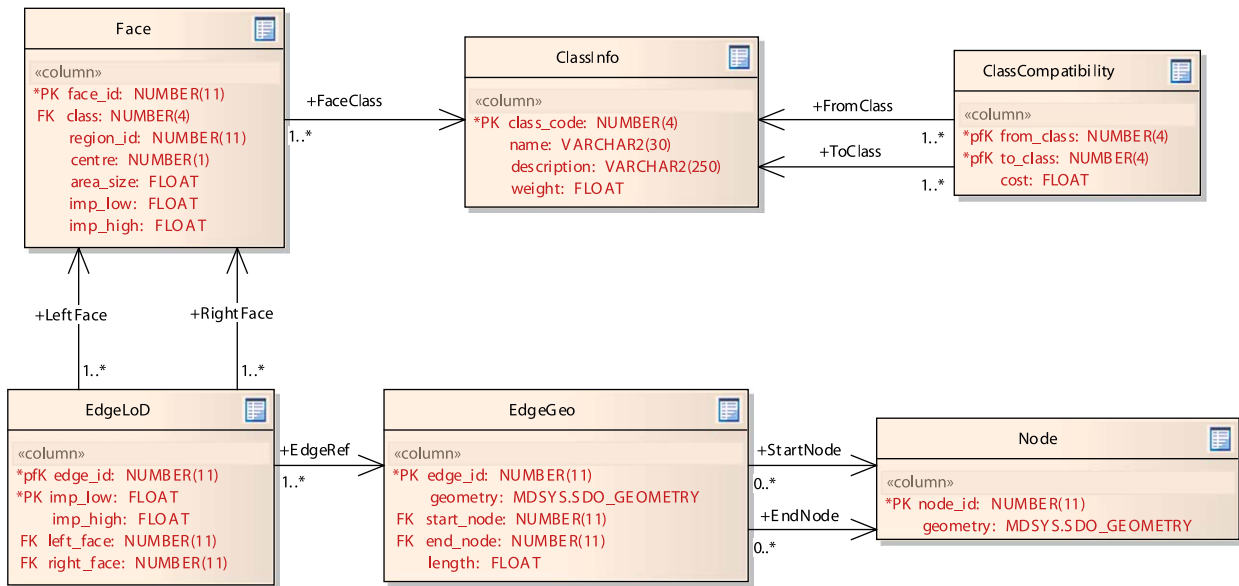 Face
«column»
*PK face_id: NUMBER(11)
FK class: NUMBER(4)
region_id: NUMBER(11)
centre: NUMBER(1)
area_size: FLOAT
imp_low: FLOAT
imp_high: FLOAT
+FaceClass
1..*
ClassInfo
«column»
*PK class_code: NUMBER(4)
name: VARCHAR2(30)
description: VARCHAR2(250)
weight: FLOAT
+FromClass
1..*
+ToClass
1..*
ClassCompatibility
«column»
*pfK from_class: NUMBER(4)
*pfK to_class: NUMBER(4)
cost: FLOAT
+LeftFace
1..*
+RightFace
1..*
EdgeLoD
«column»
*pfK edge_id: NUMBER(11)
*PK imp_low: FLOAT
imp_high: FLOAT
FK left_face: NUMBER(11)
FK right_face: NUMBER(11)
+EdgeRef
1..*
EdgeGeo
«column»
*PK edge_id: NUMBER(11)
geometry: MDSYS.SDO_GEOMETRY
FK start_node: NUMBER(11)
FK end_node: NUMBER(11)
length: FLOAT
+StartNode
0..*
+EndNode
0..*
Node
«column»
*PK node_id: NUMBER(11)
geometry: MDSYS.SDO_GEOMETRY